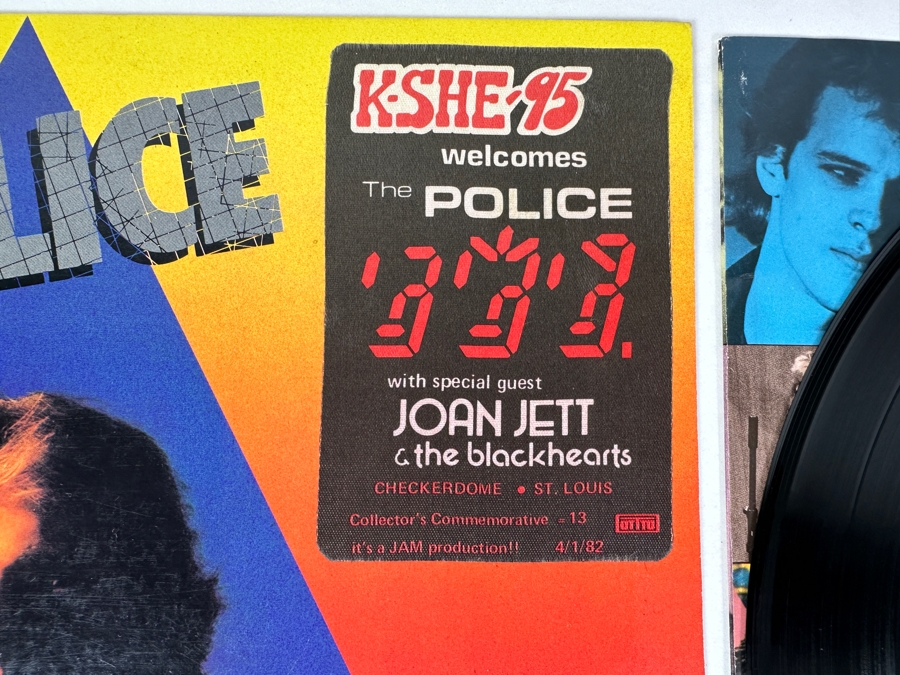 LICE
K-SHE-95
welcomes
The POLICE
with special guest
JOAN JETT
& the blackhearts
CHECKERDOME • ST. LOUIS
Collector's Commemorative = 13
OTTO
it's a JAM production!! 4/1/82